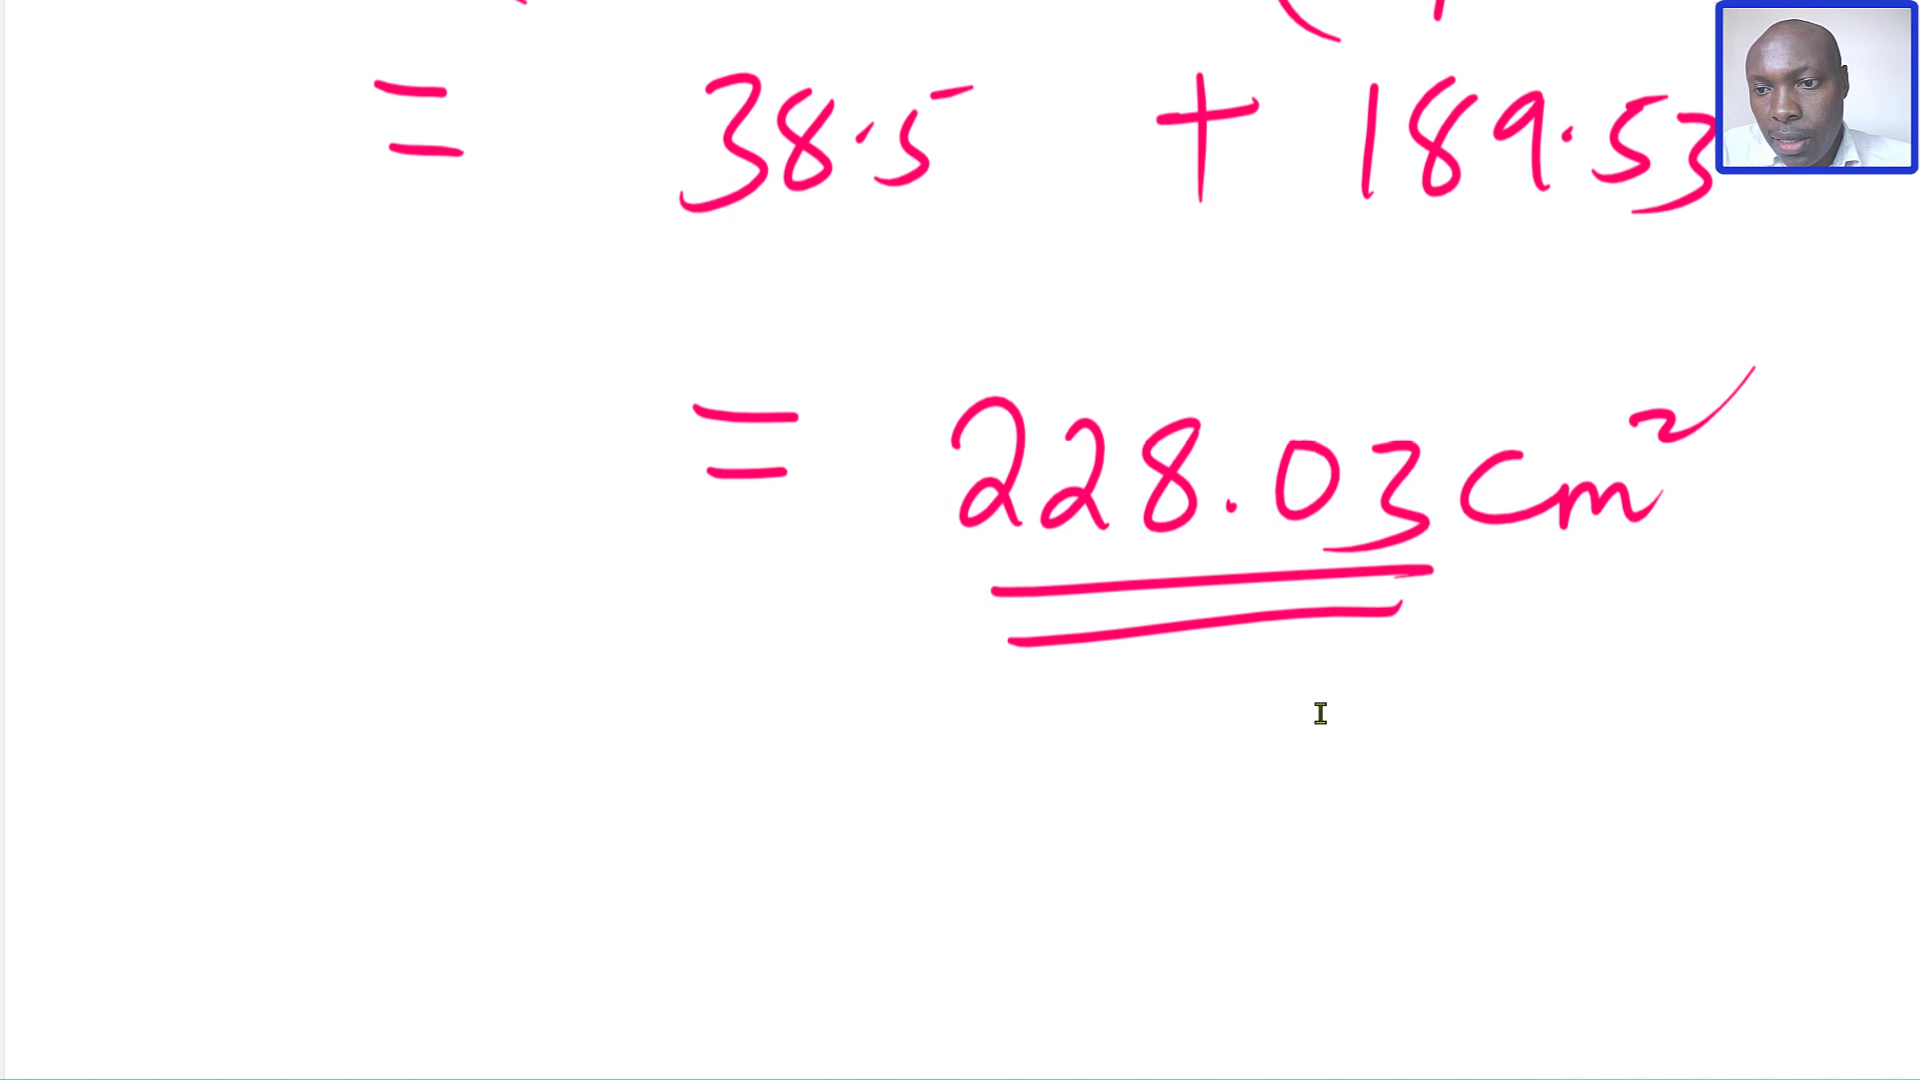 = 38.5 + 189.53
= 228.03 cm²